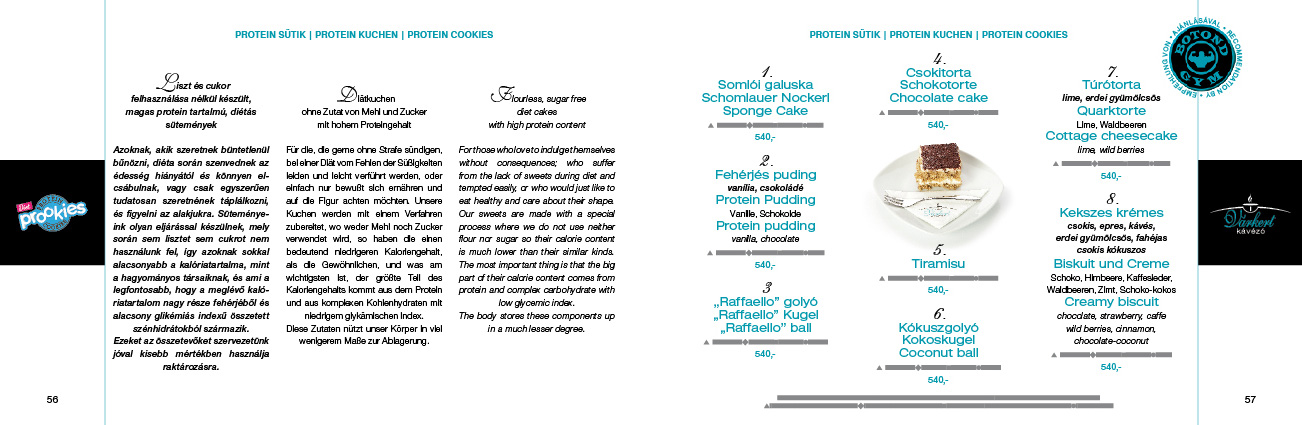 PROTEIN SÜTIK | PROTEIN KUCHEN | PROTEIN COOKIES
Liszt és cukor
felhasználása nélkül készült,
magas protein tartalmú, diétás
sütemények
Azoknak, akik szeretnek büntetlenül
bűnözni, diéta során szenvednek az
édesség hiányától és könnyen el-
csábulnak, vagy csak egyszerűen
tudatosan szeretnének táplálkozni,
és figyelni az alakjukra. Süteménye-
ink olyan eljárással készülnek, mely
során sem lisztet sem cukrot nem
használunk fel, így azoknak sokkal
alacsonyabb a kalóriatartalma, mint
a hagyományos társaiknak, és ami a
legfontosabb, hogy a meglévő kaló-
riatartalom nagy része fehérjéből és
alacsony glikémiás indexű összetett
szénhidrátokból származik.
Ezeket az összetevőket szervezetünk
jóval kisebb mértékben használja
raktározásra.
Diätkuchen
ohne Zutat von Mehl und Zucker
mit hohem Proteingehalt
Für die, die gerne ohne Strafe sündigen,
bei einer Diät vom Fehlen der Süßigkeiten
leiden und leicht verführt werden, oder
einfach nur bewußt sich ernähren und
auf die Figur achten möchten. Unsere
Kuchen werden mit einem Verfahren
zubereitet, wo weder Mehl noch Zucker
verwendet wird, so haben die einen
bedeutend niedrigeren Kaloriengehalt,
als die Gewöhnlichen, und was am
wichtigsten ist, der größte Teil des
Kaloriengehalts kommt aus dem Protein
und aus komplexen Kohlenhydraten mit
niedrigem glykämischen Index.
Diese Zutaten nützt unser Körper in viel
wenigerem Maße zur Ablagerung.
Flourless, sugar free
diet cakes
with high protein content
For those who love to indulge themselves
without consequences; who suffer
from the lack of sweets during diet and
tempted easily, or who would just like to
eat healthy and care about their shape.
Our sweets are made with a special
process where we do not use neither
flour nor sugar so their calorie content
is much lower than their similar kinds.
The most important thing is that the big
part of their calorie content comes from
protein and complex carbohydrate with
low glycemic index.
The body stores these components up
in a much lesser degree.
Diet
prookies
56
PROTEIN SÜTIK | PROTEIN KUCHEN | PROTEIN COOKIES
1.
Somlói galuska
Schomlauer Nockerl
Sponge Cake
540,-
2.
Fehérjés puding
vanília, csokoládé
Protein Pudding
Vanille, Schokolde
Protein pudding
vanila, chocolate
540,-
3
„Raffaello” golyó
„Raffaello” Kugel
„Raffaello” ball
540,-
4.
Csokitorta
Schokotorte
Chocolate cake
540,-
5.
Tiramisu
540,-
6.
Kókuszgolyó
Kokoskugel
Coconut ball
540,-
7.
Túrótorta
lime, erdei gyümölcsös
Quarktorte
Lime, Waldbeeren
Cottage cheesecake
lime, wild berries
540,-
8.
Kekszes krémes
csokis, epres, kávés,
erdei gyümölcsös, fahéjas
csokis kókuszos
Biskuit und Creme
Schoko, Himbeere, Kaffesleder,
Waldbeeren, Zimt, Schoko-kokos
Creamy biscuit
chocolate, strawberry, caffe
wild berries, cinnamon,
chocolate-coconut
540,-
AJÁNLÁSÁVAL • RECOMMENDATION BY • EMPFEHLUNG VON •
BOTOND
GYM
Várkert
kávézó
57